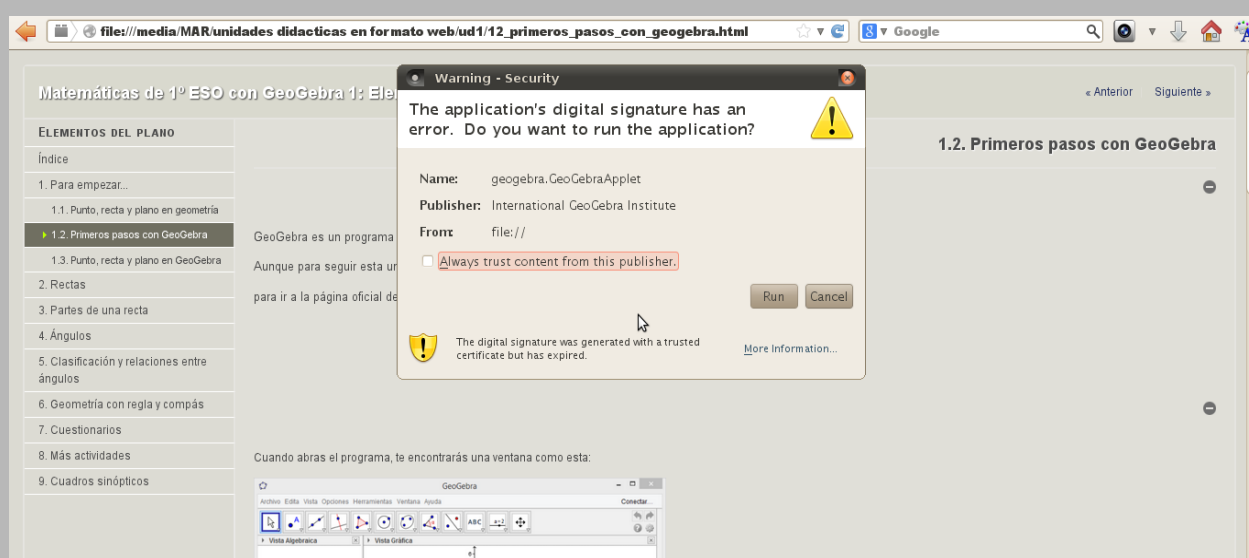 file:///media/MAR/unidades didacticas en formato web/ud1/12_primeros_pasos_con_geogebra.html
Google
Matemáticas de 1º ESO con GeoGebra 1: Ele
« Anterior
Siguiente »
ELEMENTOS DEL PLANO
Índice
1. Para empezar...
1.1. Punto, recta y plano en geometría
1.2. Primeros pasos con GeoGebra
1.3. Punto, recta y plano en GeoGebra
2. Rectas
3. Partes de una recta
4. Ángulos
5. Clasificación y relaciones entre
ángulos
6. Geometría con regla y compás
7. Cuestionarios
8. Más actividades
9. Cuadros sinópticos
1.2. Primeros pasos con GeoGebra
GeoGebra es un programa
Aunque para seguir esta un
para ir a la página oficial de
Warning - Security
The application's digital signature has an
error. Do you want to run the application?
Name: geogebra.GeoGebraApplet
Publisher: International GeoGebra Institute
From: file://
Always trust content from this publisher.
Run
Cancel
The digital signature was generated with a trusted
certificate but has expired.
More Information...
Cuando abras el programa, te encontrarás una ventana como esta:
GeoGebra
Archivo Edita Vista Opciones Herramientas Ventana Ayuda
Conectar...
A
ABC
a=2
Vista Algebraica
Vista Gráfica